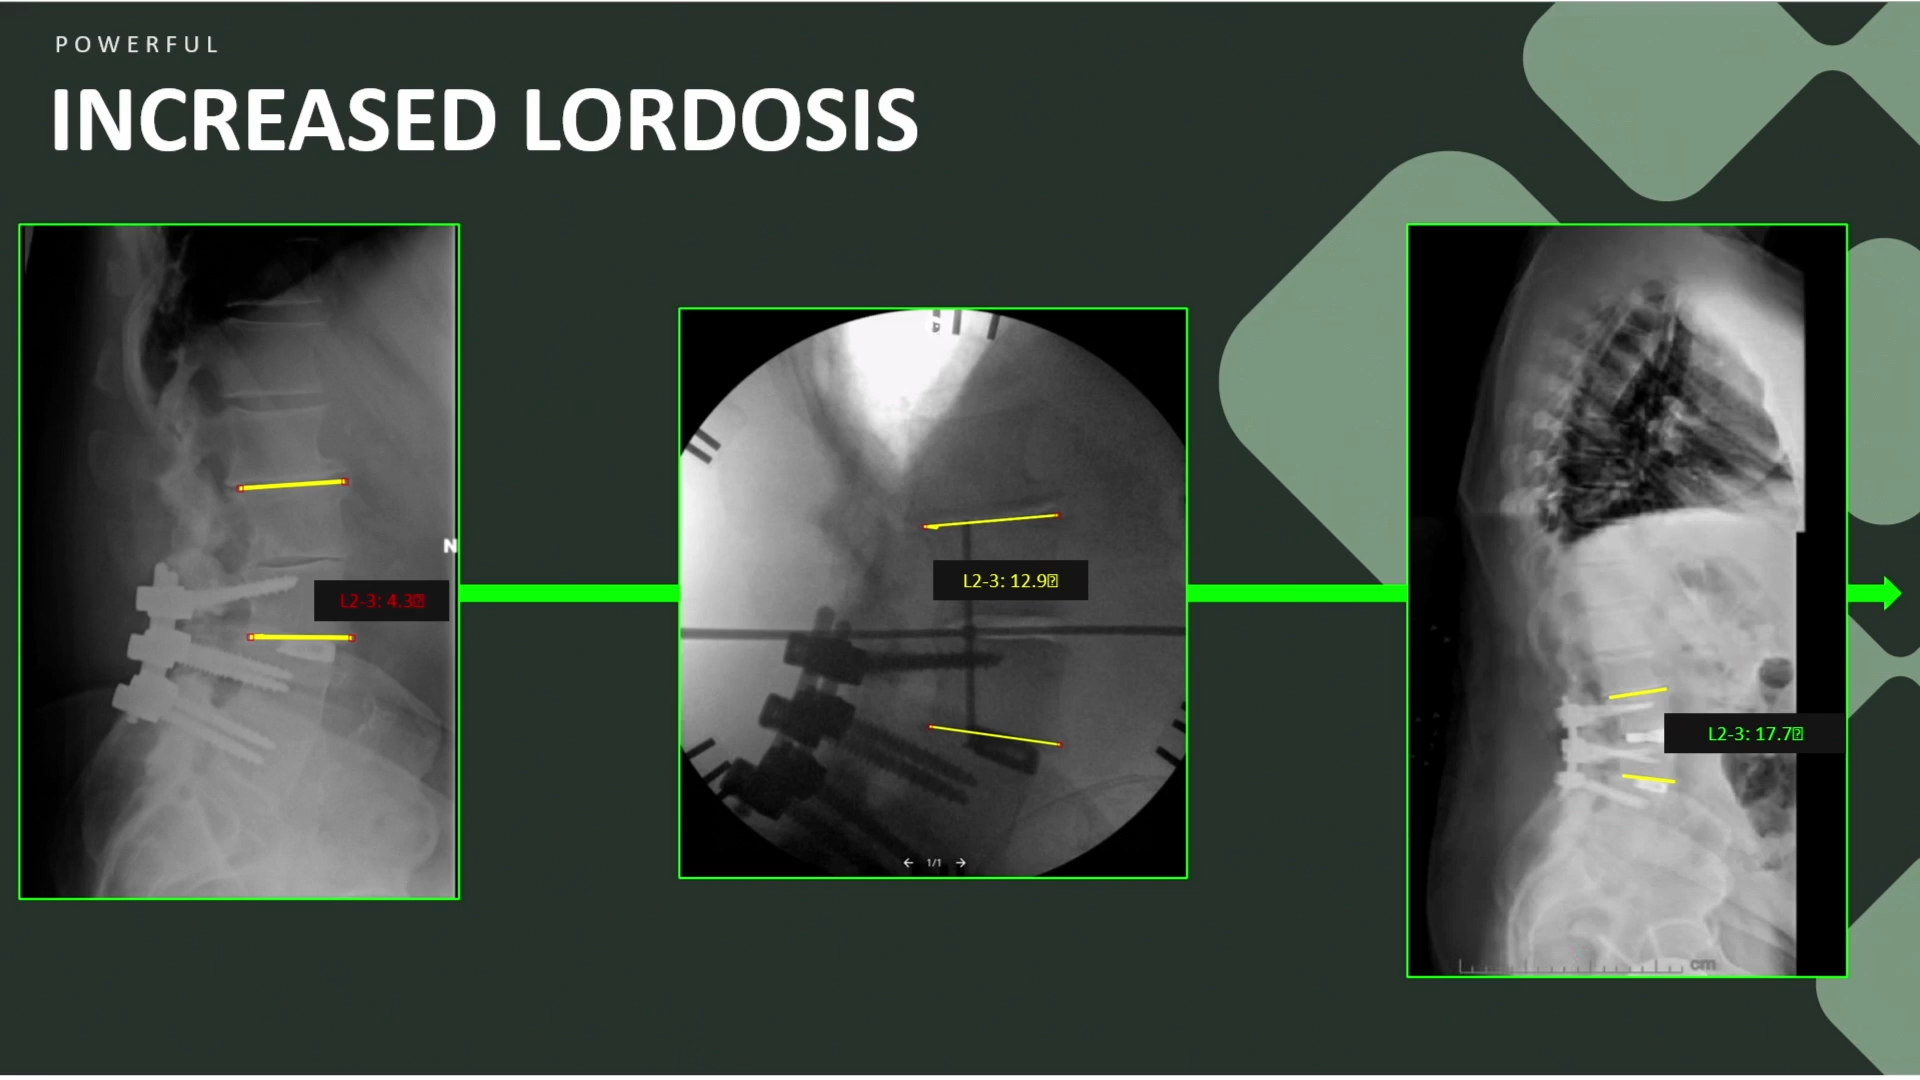 POWERFUL
INCREASED LORDOSIS
N
L2-3: 4.3
L2-3: 12.9
1/1
L2-3: 17.7
cm